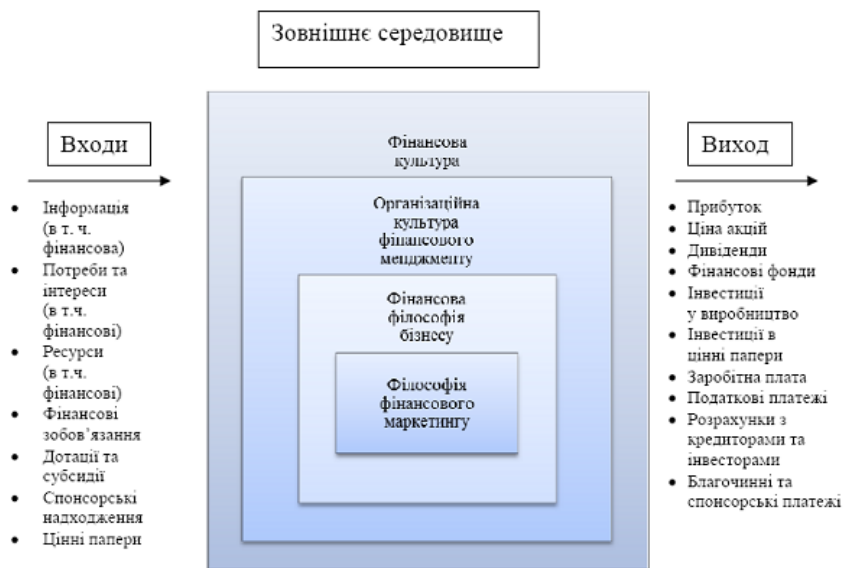 Зовнішнє середовище
Входи
Інформація
(в т. ч.
фінансова)
Потреби та
інтереси
(в т.ч.
фінансові)
Ресурси
(в т.ч.
фінансові)
Фінансові
зобов’язання
Дотації та
субсидії
Спонсорські
надходження
Цінні папери
Фінансова
культура
Організаційна
культура
фінансового
менджменту
Фінансова
філософія
бізнесу
Філософія
фінансового
маркетингу
Виход
Прибуток
Ціна акцій
Дивіденди
Фінансові фонди
Інвестиції
у виробництво
Інвестиції в
цінні папери
Заробітна плата
Податкові платежі
Розрахунки з
кредиторами та
інвесторами
Благочинні та
спонсорські платежі